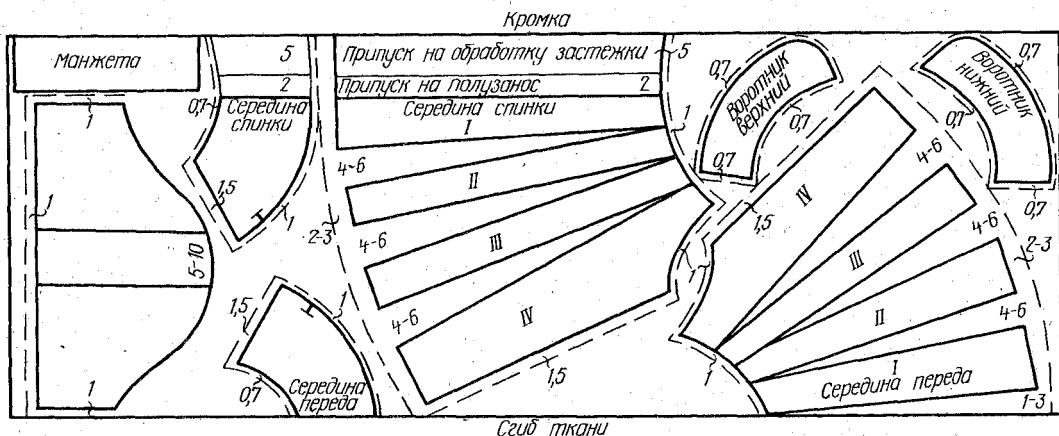 Кромка
Манжета
5
2
Середина
спинки
0,7
1,5
1
Припуск на обработку застежки
5
Припуск на полузанос
2
Середина спинки
I
1
4-6
II
2-3
4-6
III
4-6
IV
1,5
0,7
Воротник
верхний
0,7
0,7
0,7
Воротник
нижний
0,7
0,7
0,7
1
1
5-10
1
1,5
1
0,7
Середина
переда
1
1,5
IV
4-6
III
4-6
2-3
II
4-6
I
Середина переда
1
1-3
Сгиб ткани